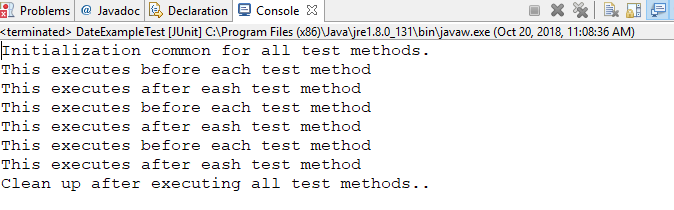 Problems @ Javadoc Declaration Console
<terminated> DateExampleTest [JUnit] C:\Program Files (x86)\Java\jre1.8.0_131\bin\javaw.exe (Oct 20, 2018, 11:08:36 AM)
Initialization common for all test methods.
This executes before each test method
This executes after eash test method
This executes before each test method
This executes after eash test method
This executes before each test method
This executes after eash test method
Clean up after executing all test methods..